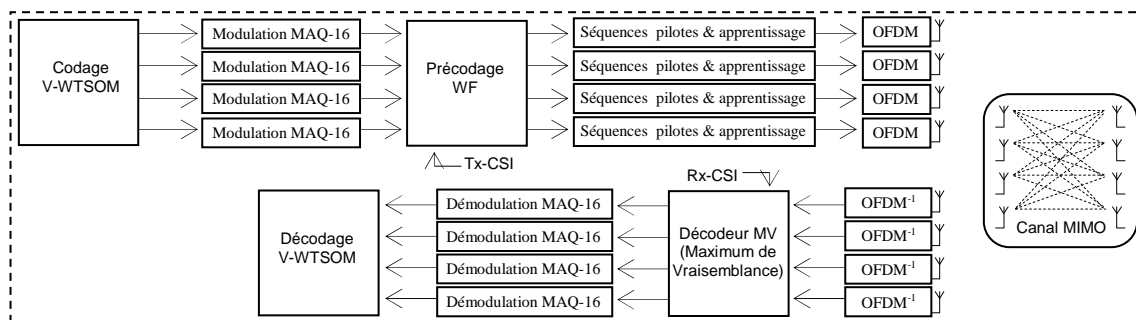 Codage
V-WTSOM
Modulation MAQ-16
Modulation MAQ-16
Modulation MAQ-16
Modulation MAQ-16
Précodage
WF
Séquences pilotes & apprentissage
Séquences pilotes & apprentissage
Séquences pilotes & apprentissage
Séquences pilotes & apprentissage
OFDM
OFDM
OFDM
OFDM
Tx-CSI
Rx-CSI
Décodage
V-WTSOM
Démodulation MAQ-16
Démodulation MAQ-16
Démodulation MAQ-16
Démodulation MAQ-16
Décodeur MV
(Maximum de
Vraisemblance)
OFDM⁻¹
OFDM⁻¹
OFDM⁻¹
OFDM⁻¹
Canal MIMO